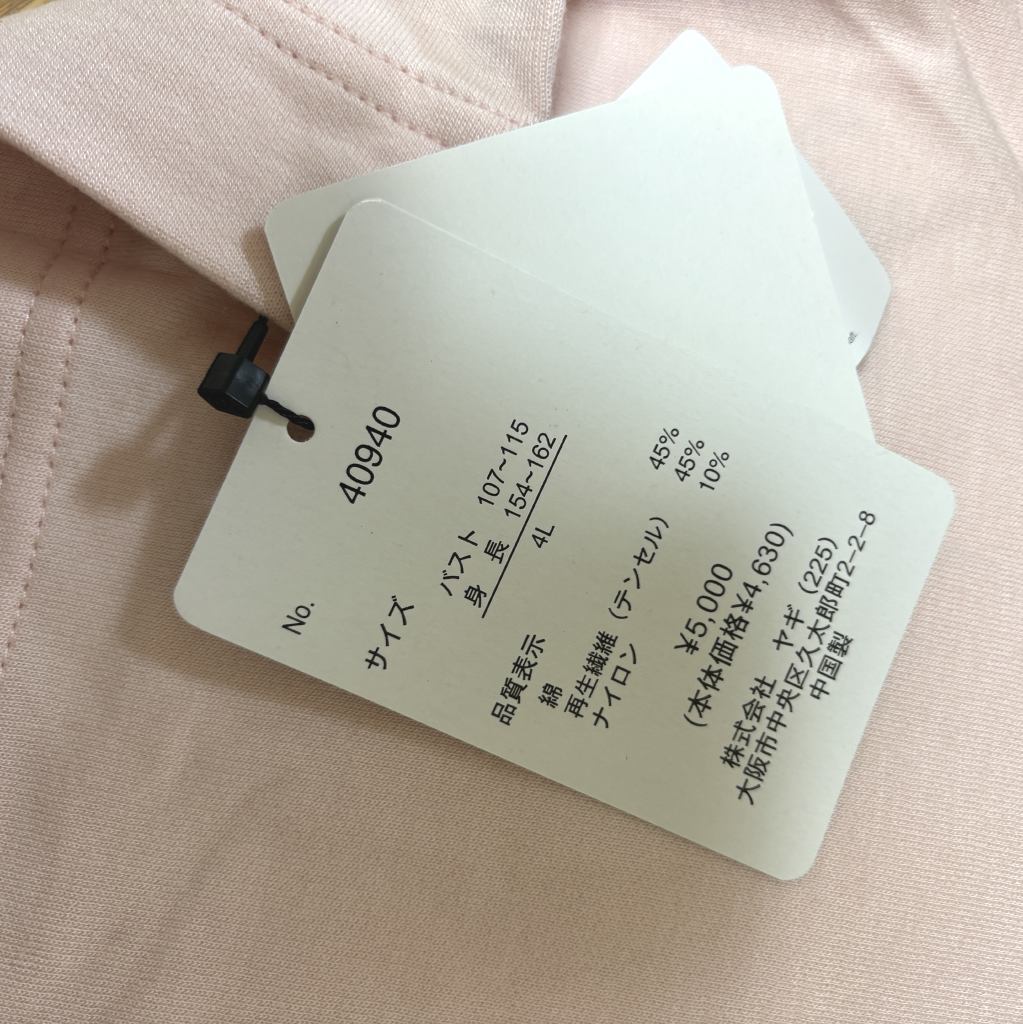 No. 40940
サイズ バスト 107~115
身 長 154~162
4L
品質表示
綿 45%
再生繊維 (テンセル) 45%
ナイロン 10%
¥5,000
(本体価格¥4,630)
株式会社 ヤギ (225)
大阪市中央区久太郎町2-2-8
中国製